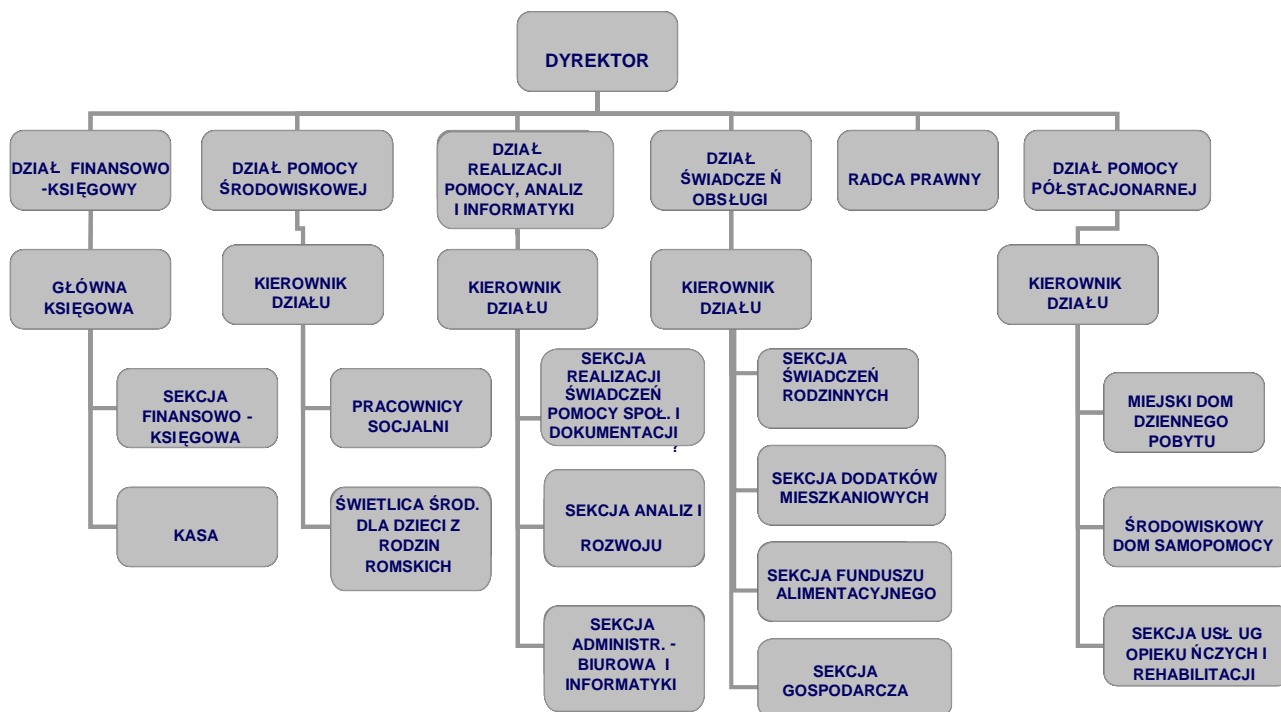 DYREKTOR
DZIAŁ FINANSOWO
-KSIĘGOWY
DZIAŁ POMOCY
ŚRODOWISKOWEJ
DZIAŁ
REALIZACJI
POMOCY, ANALIZ
I INFORMATYKI
DZIAŁ
ŚWIADCZE Ń
OBSŁUGI
RADCA PRAWNY
DZIAŁ POMOCY
PÓŁSTACJONARNEJ
GŁÓWNA
KSIĘGOWA
KIEROWNIK
DZIAŁU
KIEROWNIK
DZIAŁU
KIEROWNIK
DZIAŁU
KIEROWNIK
DZIAŁU
SEKCJA
FINANSOWO -
KSIĘGOWA
KASA
PRACOWNICY
SOCJALNI
ŚWIETLICA ŚROD.
DLA DZIECI Z
RODZIN
ROMSKICH
SEKCJA
REALIZACJI
ŚWIADCZEŃ
POMOCY SPOŁ. I
DOKUMENTACJI
SEKCJA ANALIZ I
ROZWOJU
SEKCJA
ADMINISTR. -
BIUROWA I
INFORMATYKI
SEKCJA
ŚWIADCZEŃ
RODZINNYCH
SEKCJA DODATKÓW
MIESZKANIOWYCH
SEKCJA FUNDUSZU
ALIMENTACYJNEGO
SEKCJA
GOSPODARCZA
MIEJSKI DOM
DZIENNEGO
POBYTU
ŚRODOWISKOWY
DOM SAMOPOMOCY
SEKCJA USŁ UG
OPIEKU ŃCZYCH I
REHABILITACJI